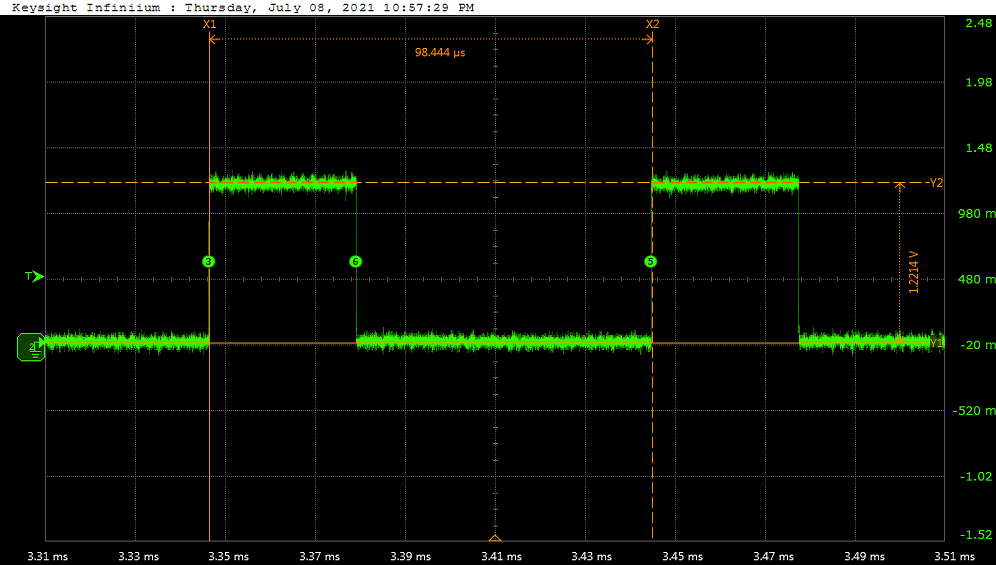 Keysight Infiniium : Thursday, July 08, 2021 10:57:29 PM
X1 X2 2.48
98.444 µs
1.98
1.48
Y2
980 m
3 6 5
1.2214 V
T
480 m
2
-20 m
Y1
-520 m
-1.02
-1.52
3.31 ms 3.33 ms 3.35 ms 3.37 ms 3.39 ms 3.41 ms 3.43 ms 3.45 ms 3.47 ms 3.49 ms 3.51 ms